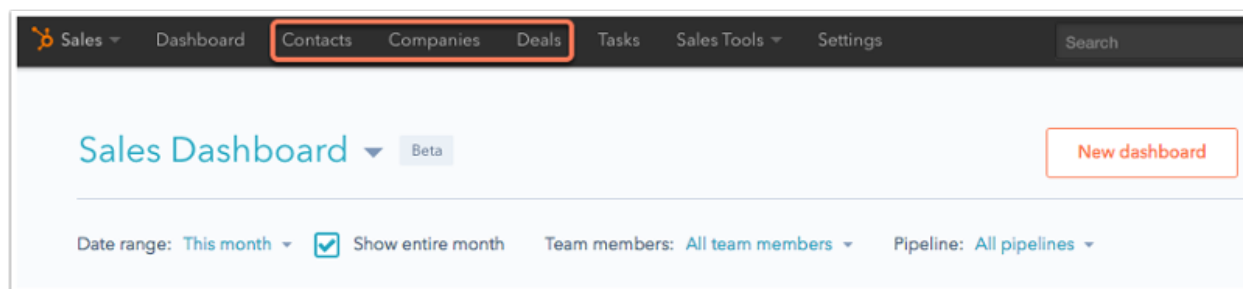 Sales Dashboard Contacts Companies Deals Tasks Sales Tools Settings Search
Sales Dashboard Beta New dashboard
Date range: This month Show entire month Team members: All team members Pipeline: All pipelines